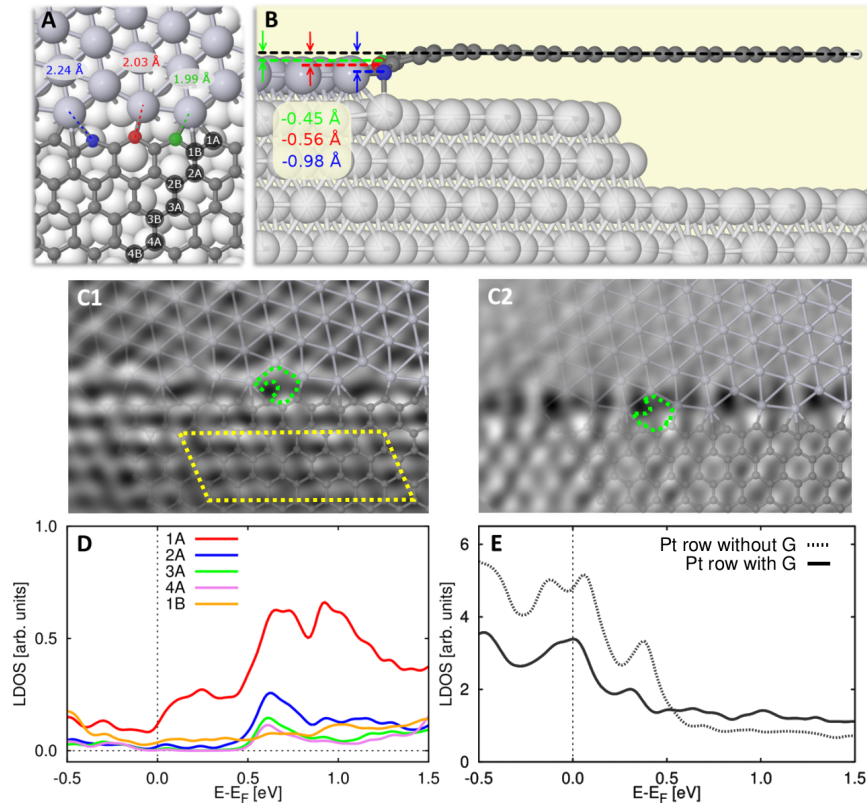 A
2.24 Å
2.03 Å
1.99 Å
1A
1B
2A
2B
3A
3B
4A
4B
B
-0.45 Å
-0.56 Å
-0.98 Å
C1
C2
D
1A
2A
3A
4A
1B
1.0
0.5
0.0
LDOS [arb. units]
-0.5 0.0 0.5 1.0 1.5
E-E_F [eV]
E
Pt row without G
Pt row with G
6
4
2
0
LDOS [arb. units]
-0.5 0.0 0.5 1.0 1.5
E-E_F [eV]